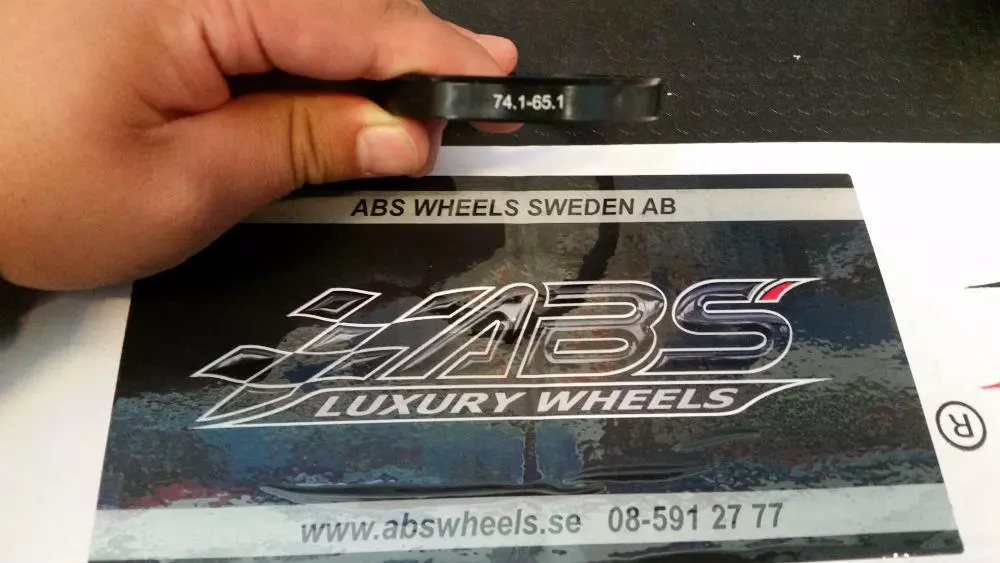 74.1-65.1
ABS WHEELS SWEDEN AB
ABS
LUXURY WHEELS
www.abswheels.se 08-591 27 77
®